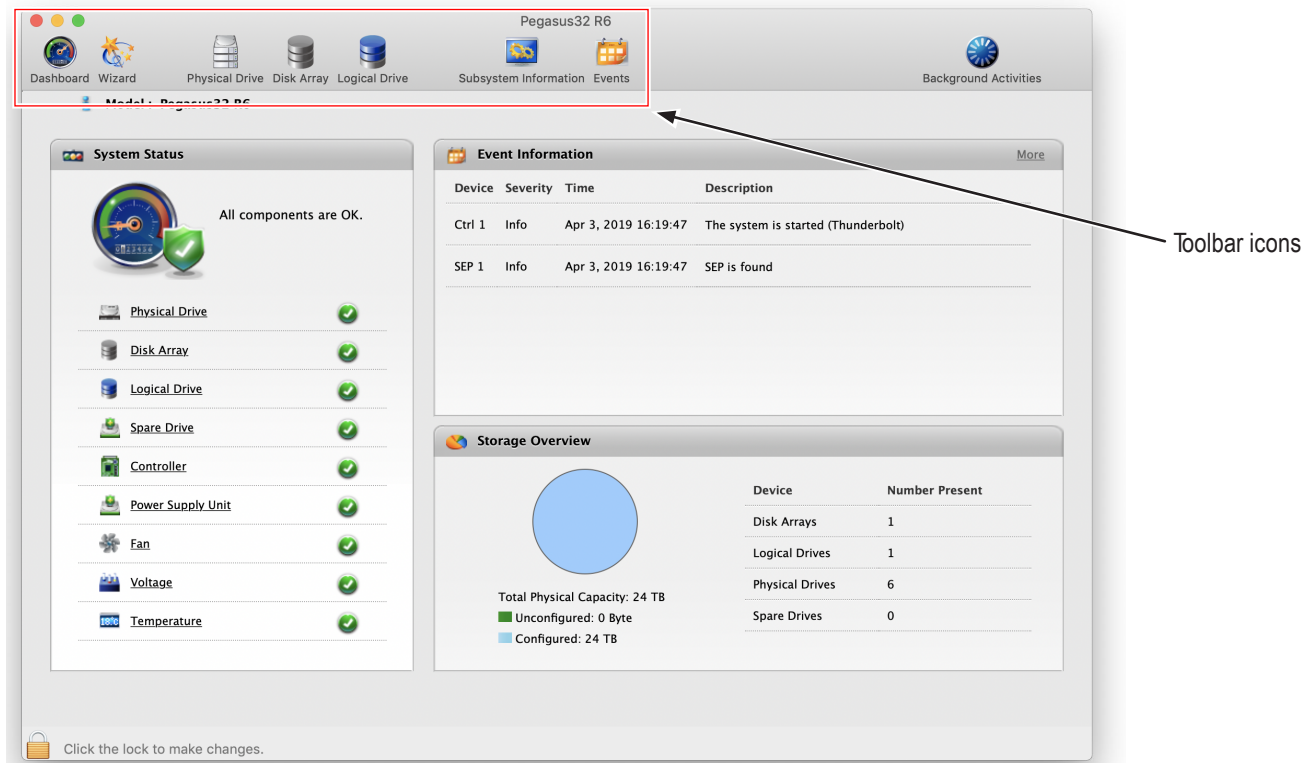 Pegasus32 R6
Dashboard Wizard Physical Drive Disk Array Logical Drive Subsystem Information Events Background Activities
Model : Pegasus32 R6
System Status
All components are OK.
Physical Drive
Disk Array
Logical Drive
Spare Drive
Controller
Power Supply Unit
Fan
Voltage
Temperature
Event Information More
Device Severity Time Description
Ctrl 1 Info Apr 3, 2019 16:19:47 The system is started (Thunderbolt)
SEP 1 Info Apr 3, 2019 16:19:47 SEP is found
Storage Overview
Total Physical Capacity: 24 TB
Unconfigured: 0 Byte
Configured: 24 TB
Device Number Present
Disk Arrays 1
Logical Drives 1
Physical Drives 6
Spare Drives 0
Click the lock to make changes.
Toolbar icons